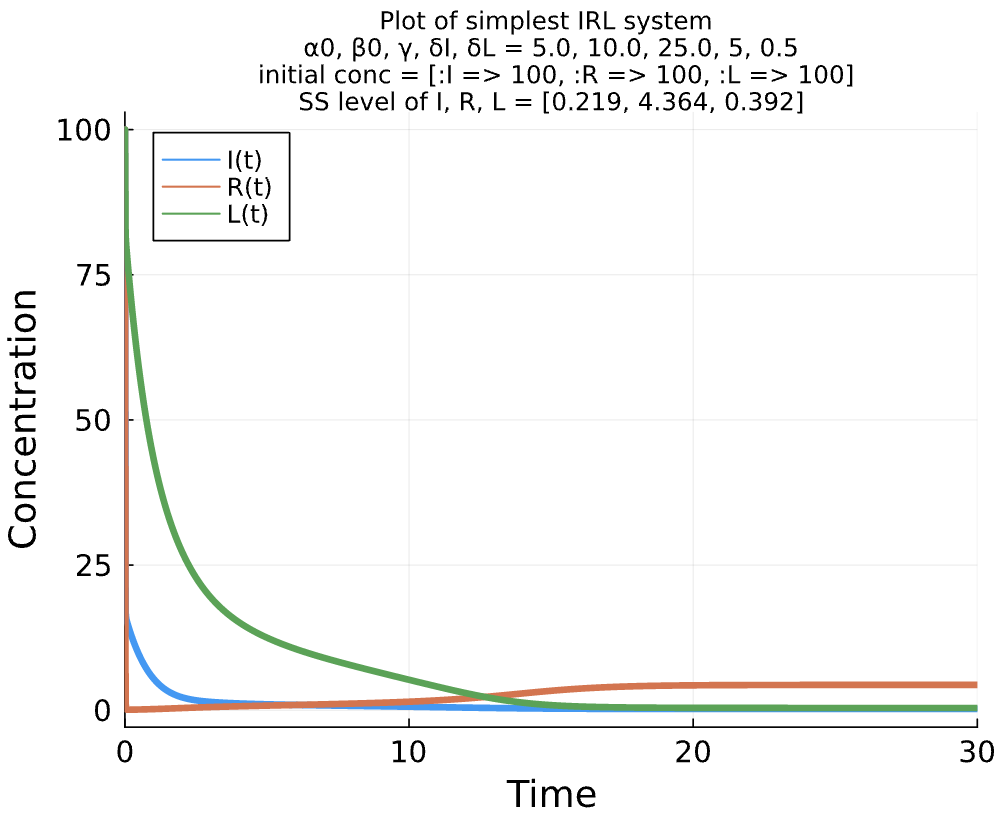 Plot of simplest IRL system
α0, β0, γ, δI, δL = 5.0, 10.0, 25.0, 5, 0.5
initial conc = [:I => 100, :R => 100, :L => 100]
SS level of I, R, L = [0.219, 4.364, 0.392]
100
75
50
25
0
I(t)
R(t)
L(t)
Concentration
0 10 20 30
Time